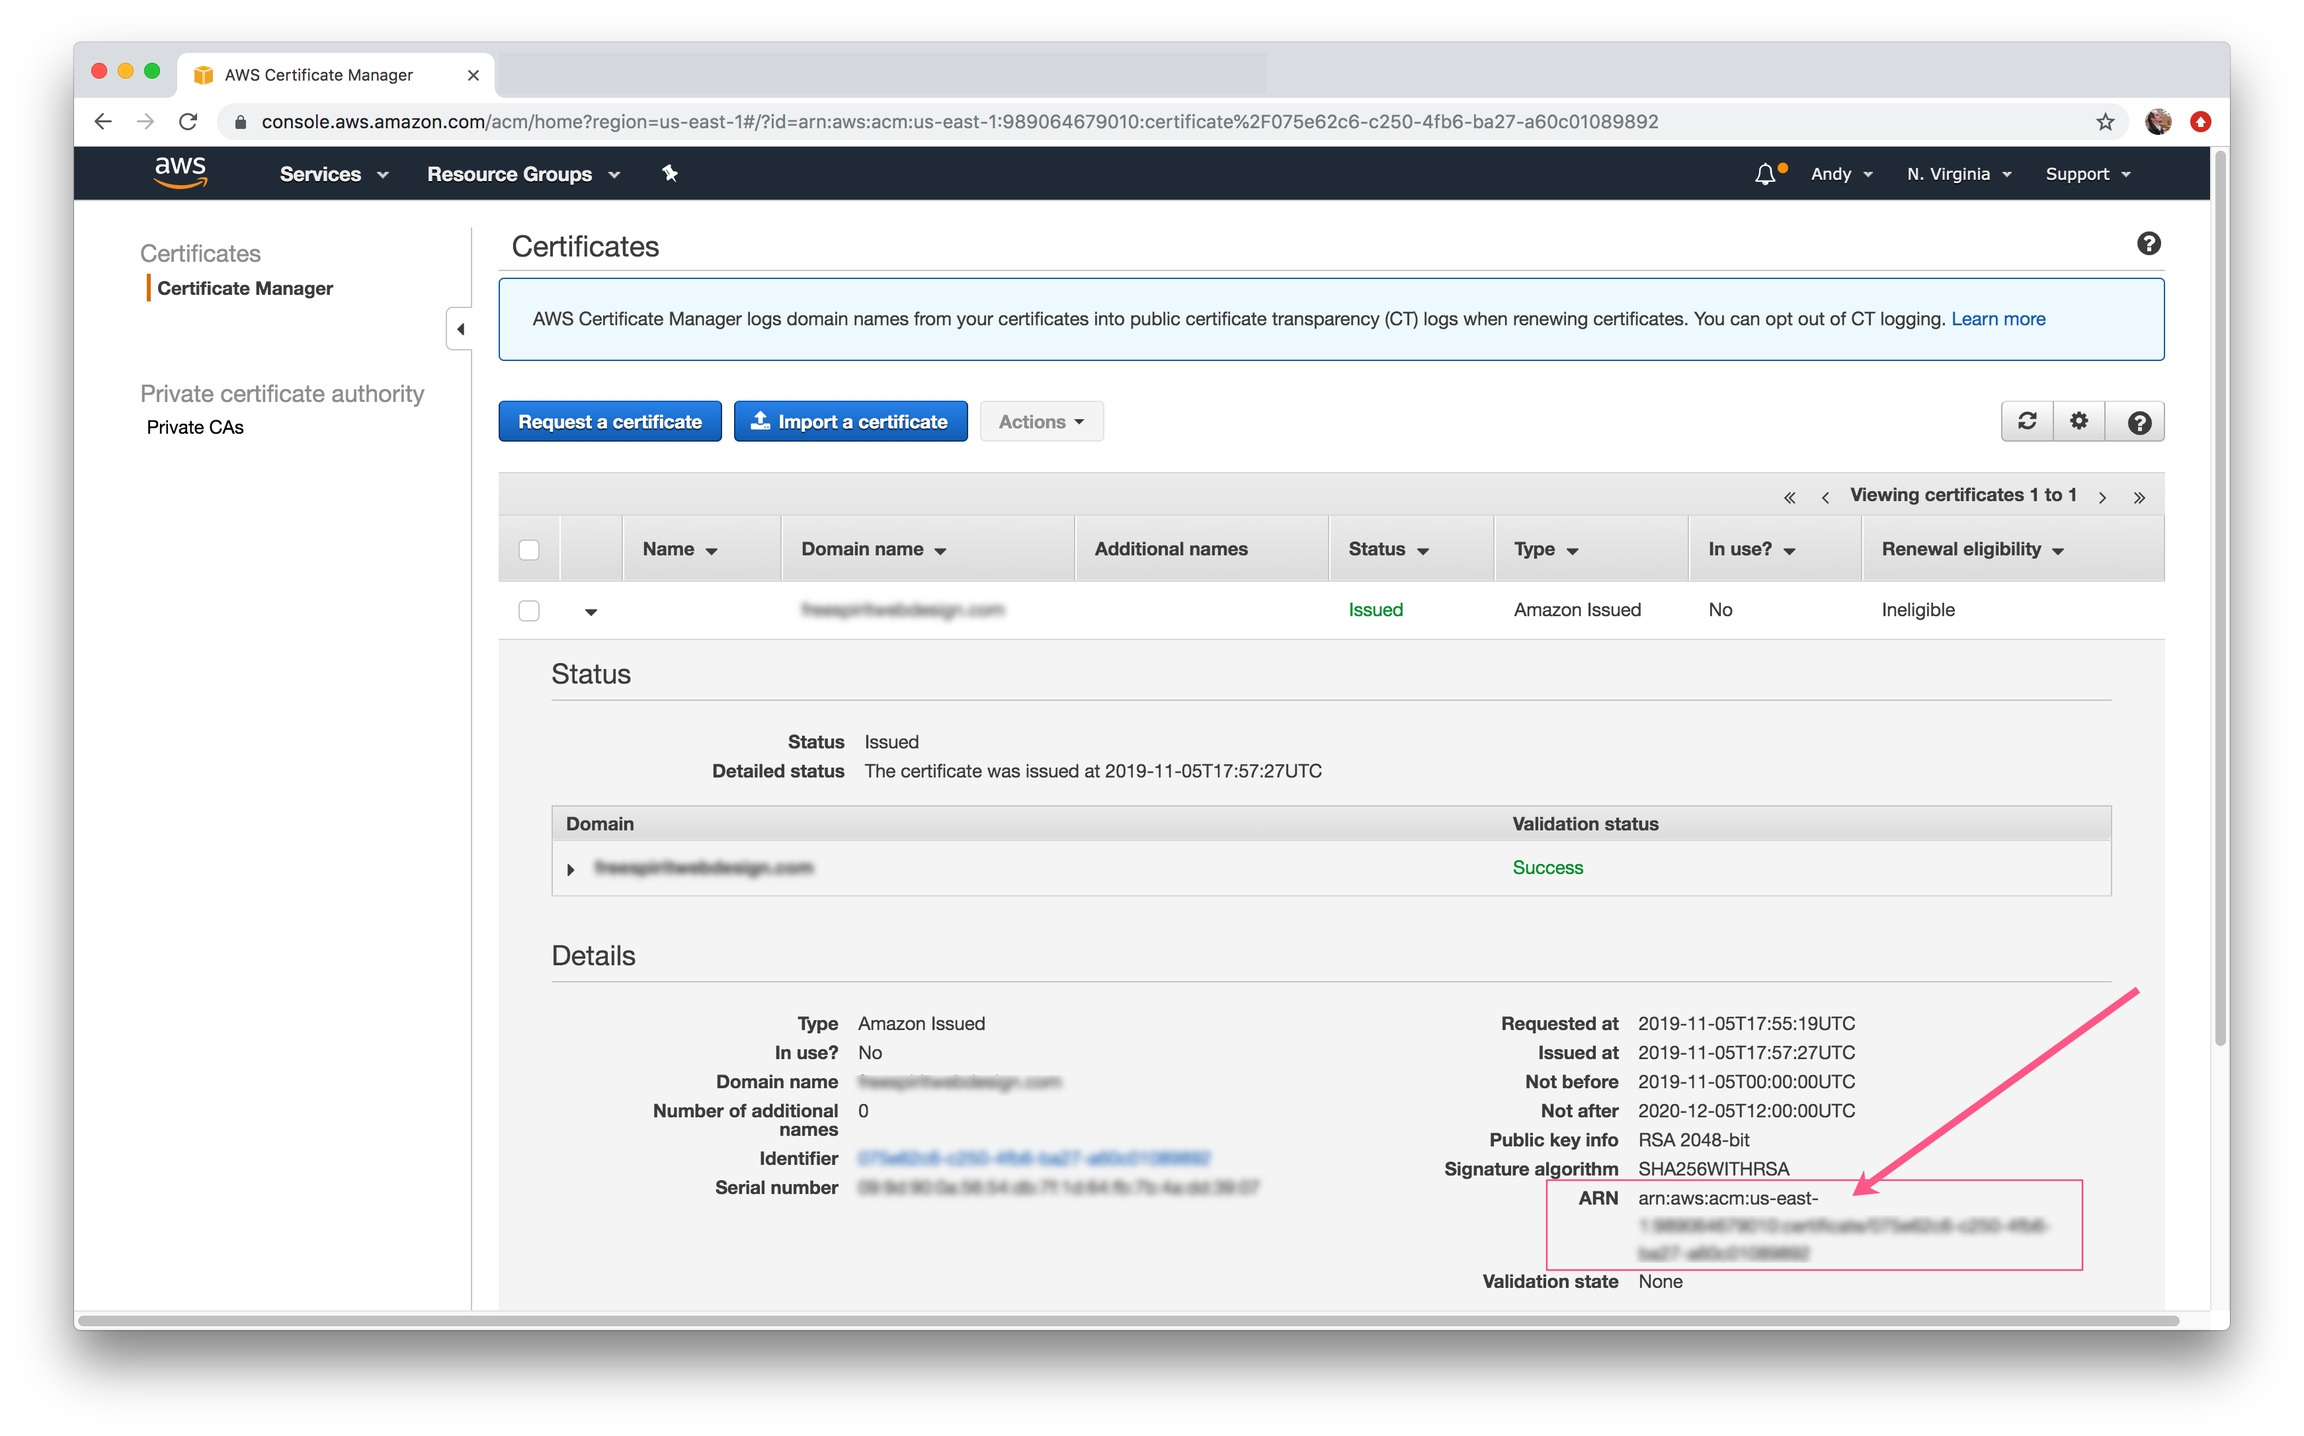 AWS Certificate Manager
console.aws.amazon.com/acm/home?region=us-east-1#/?id=arn:aws:acm:us-east-1:989064679010:certificate%2F075e62c6-c250-4fb6-ba27-a60c01089892
aws Services Resource Groups Andy N. Virginia Support
Certificates
Certificate Manager
Private certificate authority
Private CAs
Certificates
AWS Certificate Manager logs domain names from your certificates into public certificate transparency (CT) logs when renewing certificates. You can opt out of CT logging. Learn more
Request a certificate Import a certificate Actions
« ‹ Viewing certificates 1 to 1 › »
Name Domain name Additional names Status Type In use? Renewal eligibility
Issued Amazon Issued No Ineligible
Status
Status Issued
Detailed status The certificate was issued at 2019-11-05T17:57:27UTC
Domain Validation status
Success
Details
Type Amazon Issued
In use? No
Domain name
Number of additional names 0
Identifier
Serial number
Requested at 2019-11-05T17:55:19UTC
Issued at 2019-11-05T17:57:27UTC
Not before 2019-11-05T00:00:00UTC
Not after 2020-12-05T12:00:00UTC
Public key info RSA 2048-bit
Signature algorithm SHA256WITHRSA
ARN arn:aws:acm:us-east-
Validation state None